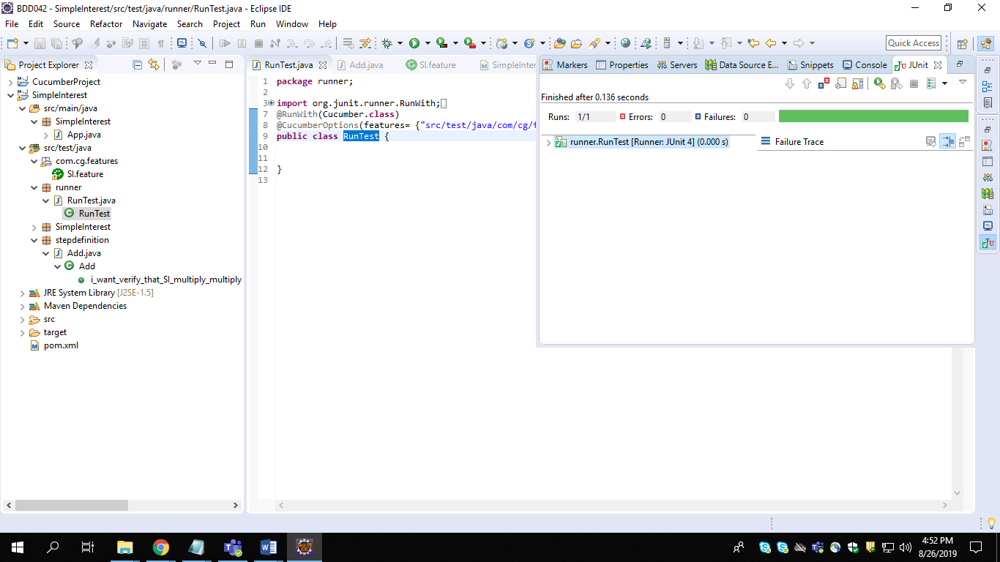 BDD042 - SimpleInterest/src/test/java/runner/RunTest.java - Eclipse IDE
File Edit Source Refactor Navigate Search Project Run Window Help
Quick Access
Project Explorer
CucumberProject
SimpleInterest
src/main/java
SimpleInterest
App.java
src/test/java
com.cg.features
SI.feature
runner
RunTest.java
RunTest
SimpleInterest
stepdefinition
Add.java
Add
i_want_verify_that_SI_multiply_multiply
JRE System Library [J2SE-1.5]
Maven Dependencies
src
target
pom.xml
RunTest.java Add.java SI.feature SimpleInter
1 package runner;
2
3 import org.junit.runner.RunWith;
7 @RunWith(Cucumber.class)
8 @CucumberOptions(features= {"src/test/java/com/cg/f
9 public class RunTest {
10
11
12 }
13
Markers Properties Servers Data Source E... Snippets Console JUnit
Finished after 0.136 seconds
Runs: 1/1 Errors: 0 Failures: 0
runner.RunTest [Runner: JUnit 4] (0.000 s)
Failure Trace
4:52 PM
8/26/2019